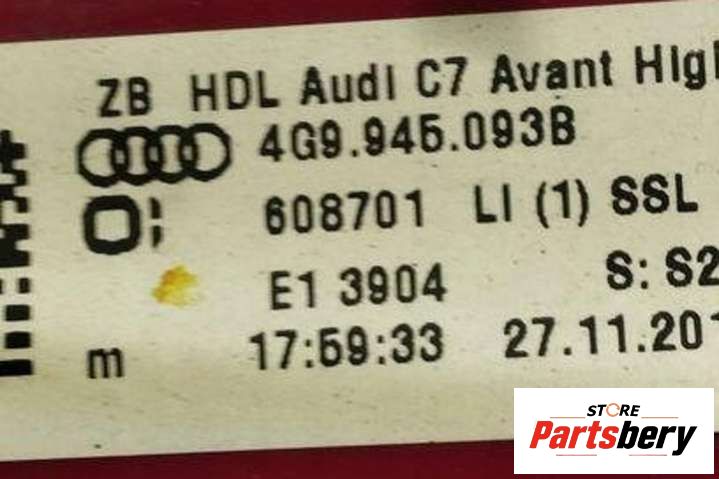 ZB HDL Audi C7 Avant High
4G9.945.093B
608701 LI (1) SSL
E1 3904 S: S2
m 17:59:33 27.11.201
STORE
Partsbery